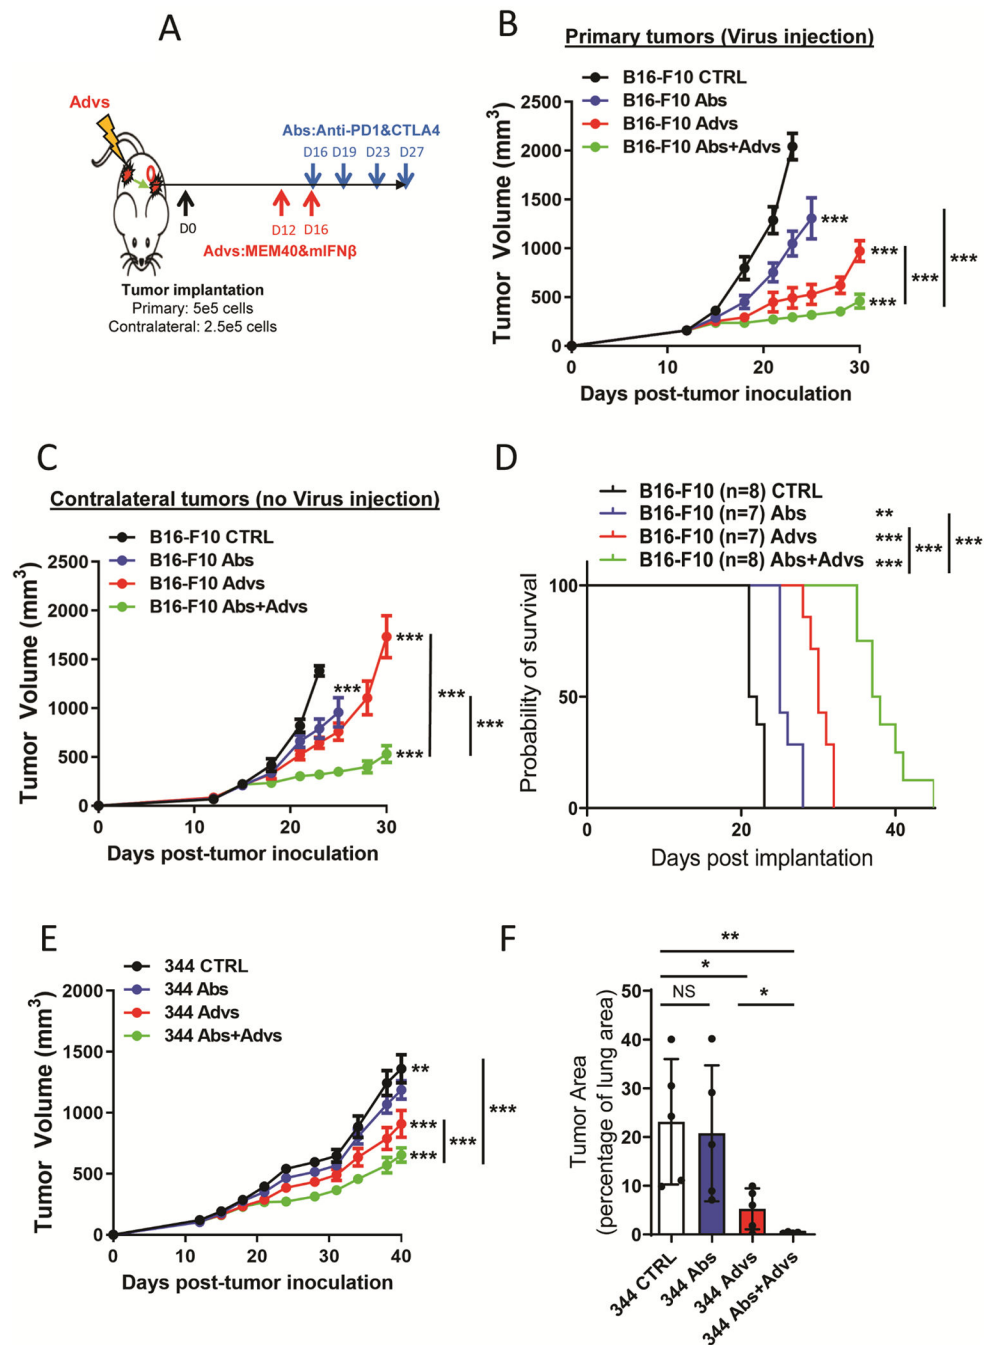 A
Advs
Abs:Anti-PD1&CTLA4
D16 D19 D23 D27
D0
D12 D16
Advs:MEM40&mIFNβ
Tumor implantation
Primary: 5e5 cells
Contralateral: 2.5e5 cells
B
Primary tumors (Virus injection)
B16-F10 CTRL
B16-F10 Abs
B16-F10 Advs
B16-F10 Abs+Advs
Tumor Volume (mm³)
2500
2000
1500
1000
500
0
0 10 20 30
Days post-tumor inoculation
***
***
***
***
***
C
Contralateral tumors (no Virus injection)
B16-F10 CTRL
B16-F10 Abs
B16-F10 Advs
B16-F10 Abs+Advs
Tumor Volume (mm³)
2500
2000
1500
1000
500
0
0 10 20 30
Days post-tumor inoculation
***
***
***
***
***
D
B16-F10 (n=8) CTRL
B16-F10 (n=7) Abs **
B16-F10 (n=7) Advs ***
B16-F10 (n=8) Abs+Advs ***
***
***
Probability of survival
100
50
0
0 20 40
Days post implantation
E
344 CTRL
344 Abs
344 Advs
344 Abs+Advs
Tumor Volume (mm³)
2000
1500
1000
500
0
0 10 20 30 40
Days post-tumor inoculation
**
***
***
***
***
F
**
*
NS *
Tumor Area
(percentage of lung area)
50
40
30
20
10
0
344 CTRL
344 Abs
344 Advs
344 Abs+Advs